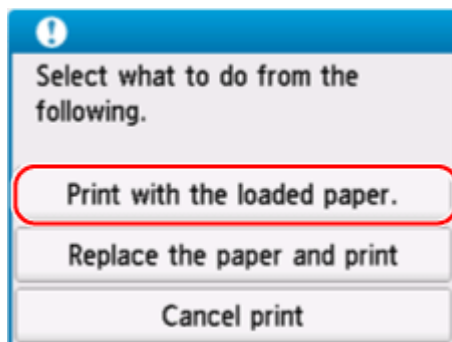 Select what to do from the
following.
Print with the loaded paper.
Replace the paper and print
Cancel print